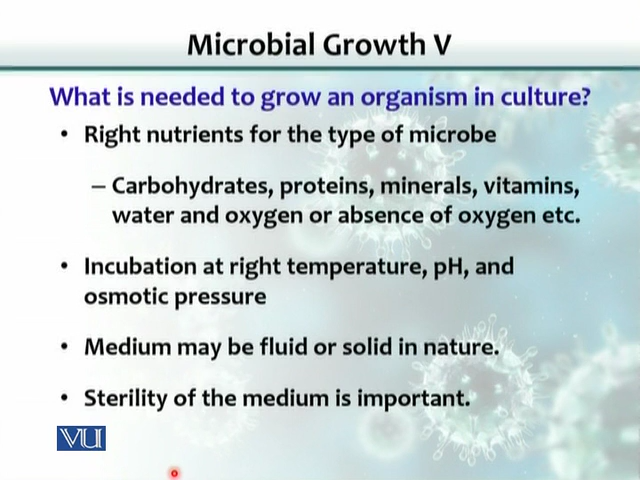 Microbial Growth V
What is needed to grow an organism in culture?
• Right nutrients for the type of microbe
– Carbohydrates, proteins, minerals, vitamins,
water and oxygen or absence of oxygen etc.
• Incubation at right temperature, pH, and
osmotic pressure
• Medium may be fluid or solid in nature.
• Sterility of the medium is important.
VU